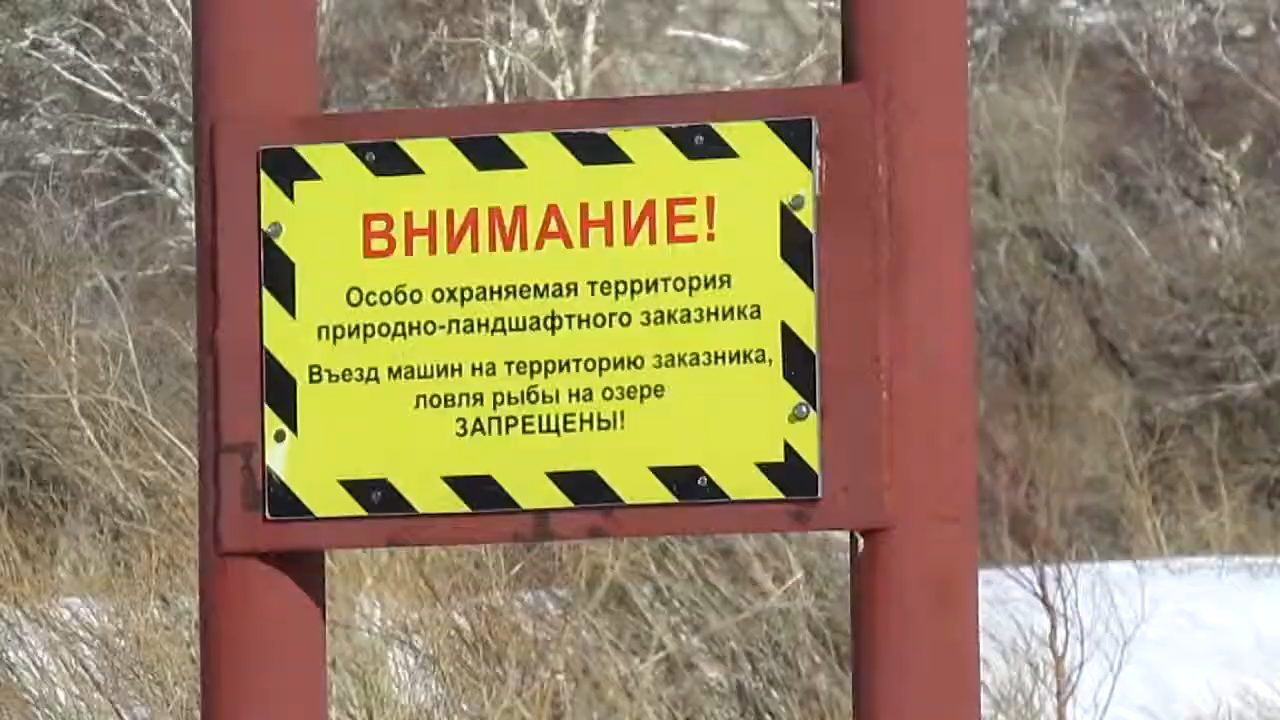 ВНИМАНИЕ!
Особо охраняемая территория
природно-ландшафтного заказника
Въезд машин на территорию заказника,
ловля рыбы на озере
ЗАПРЕЩЕНЫ!